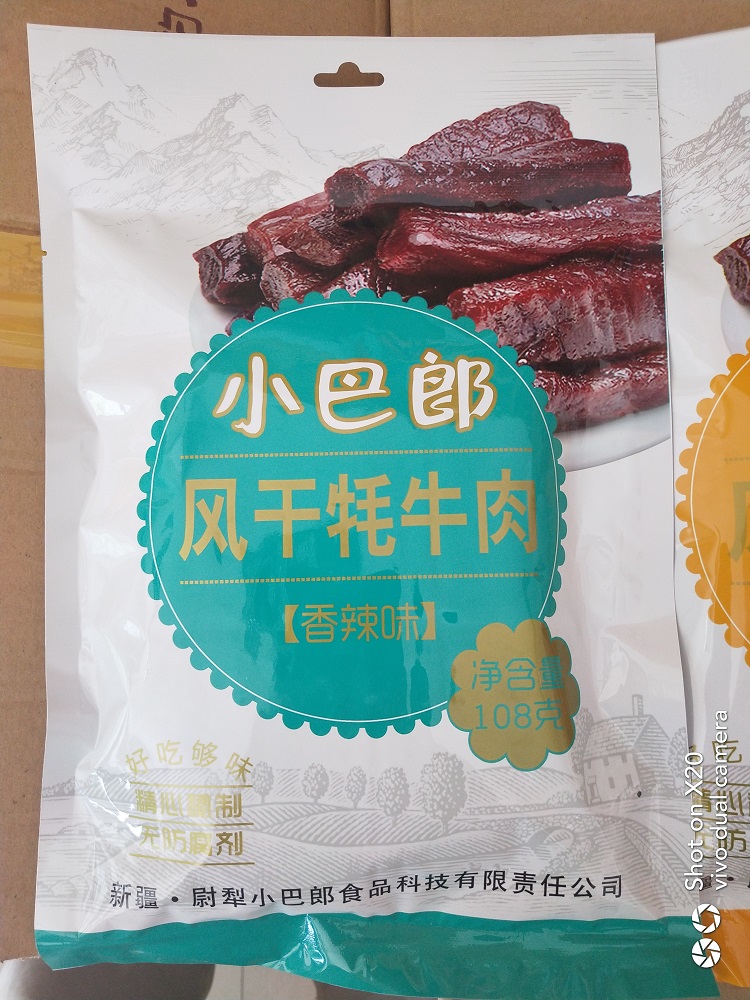 小巴郎
风干牦牛肉
【香辣味】
净含量
108克
好吃够味
精心腌制
无防腐剂
新疆·尉犁小巴郎食品科技有限责任公司
Shot on X20
vivo dual camera